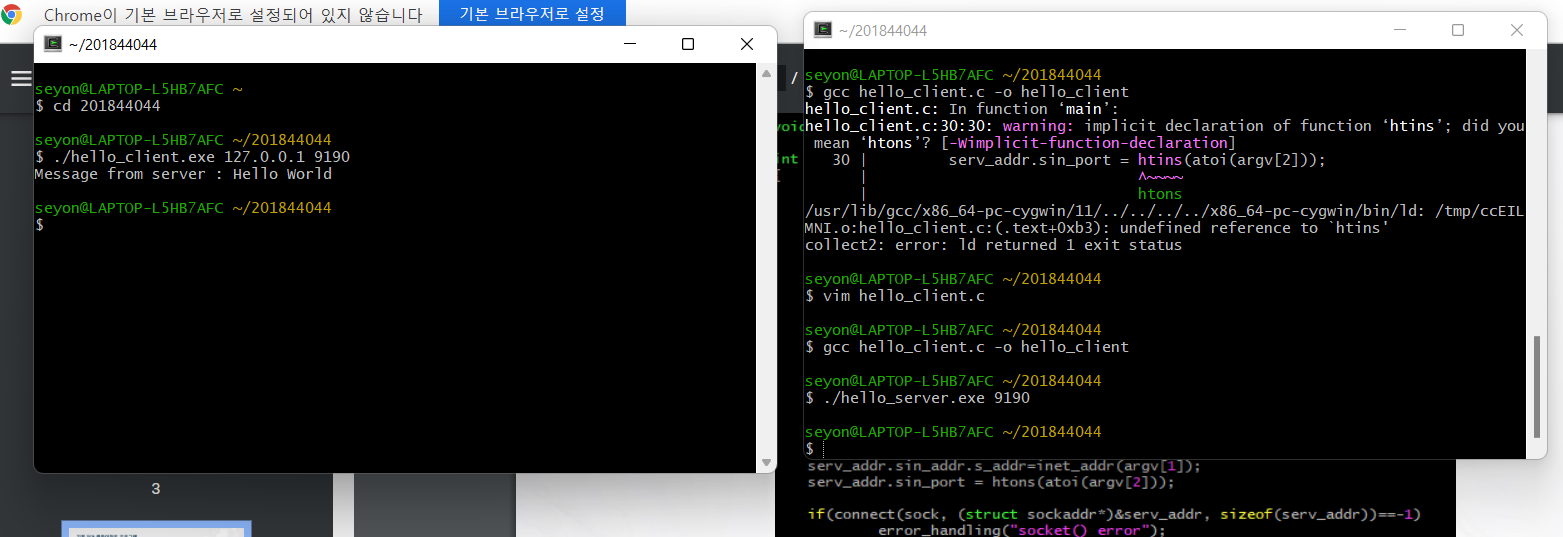 Chrome이 기본 브라우저로 설정되어 있지 않습니다
기본 브라우저로 설정
~/201844044
seyon@LAPTOP-L5HB7AFC ~
$ cd 201844044
seyon@LAPTOP-L5HB7AFC ~/201844044
$ ./hello_client.exe 127.0.0.1 9190
Message from server : Hello World
seyon@LAPTOP-L5HB7AFC ~/201844044
$
~/201844044
seyon@LAPTOP-L5HB7AFC ~/201844044
$ gcc hello_client.c -o hello_client
hello_client.c: In function ‘main’:
hello_client.c:30:30: warning: implicit declaration of function ‘htins’; did you
mean ‘htons’? [-Wimplicit-function-declaration]
30 | serv_addr.sin_port = htins(atoi(argv[2]));
| ^~~~~
| htons
/usr/lib/gcc/x86_64-pc-cygwin/11/../../../../x86_64-pc-cygwin/bin/ld: /tmp/ccEIL
MNI.o:hello_client.c:(.text+0xb3): undefined reference to `htins'
collect2: error: ld returned 1 exit status
seyon@LAPTOP-L5HB7AFC ~/201844044
$ vim hello_client.c
seyon@LAPTOP-L5HB7AFC ~/201844044
$ gcc hello_client.c -o hello_client
seyon@LAPTOP-L5HB7AFC ~/201844044
$ ./hello_server.exe 9190
seyon@LAPTOP-L5HB7AFC ~/201844044
$
/
int
3
serv_addr.sin_addr.s_addr=inet_addr(argv[1]);
serv_addr.sin_port = htons(atoi(argv[2]));
if(connect(sock, (struct sockaddr*)&serv_addr, sizeof(serv_addr))==-1)
error_handling("socket() error");